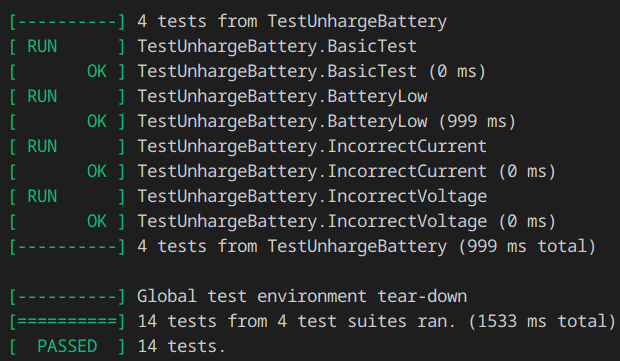 [----------] 4 tests from TestUnhargeBattery
[ RUN      ] TestUnhargeBattery.BasicTest
[       OK ] TestUnhargeBattery.BasicTest (0 ms)
[ RUN      ] TestUnhargeBattery.BatteryLow
[       OK ] TestUnhargeBattery.BatteryLow (999 ms)
[ RUN      ] TestUnhargeBattery.IncorrectCurrent
[       OK ] TestUnhargeBattery.IncorrectCurrent (0 ms)
[ RUN      ] TestUnhargeBattery.IncorrectVoltage
[       OK ] TestUnhargeBattery.IncorrectVoltage (0 ms)
[----------] 4 tests from TestUnhargeBattery (999 ms total)
[----------] Global test environment tear-down
[==========] 14 tests from 4 test suites ran. (1533 ms total)
[  PASSED  ] 14 tests.